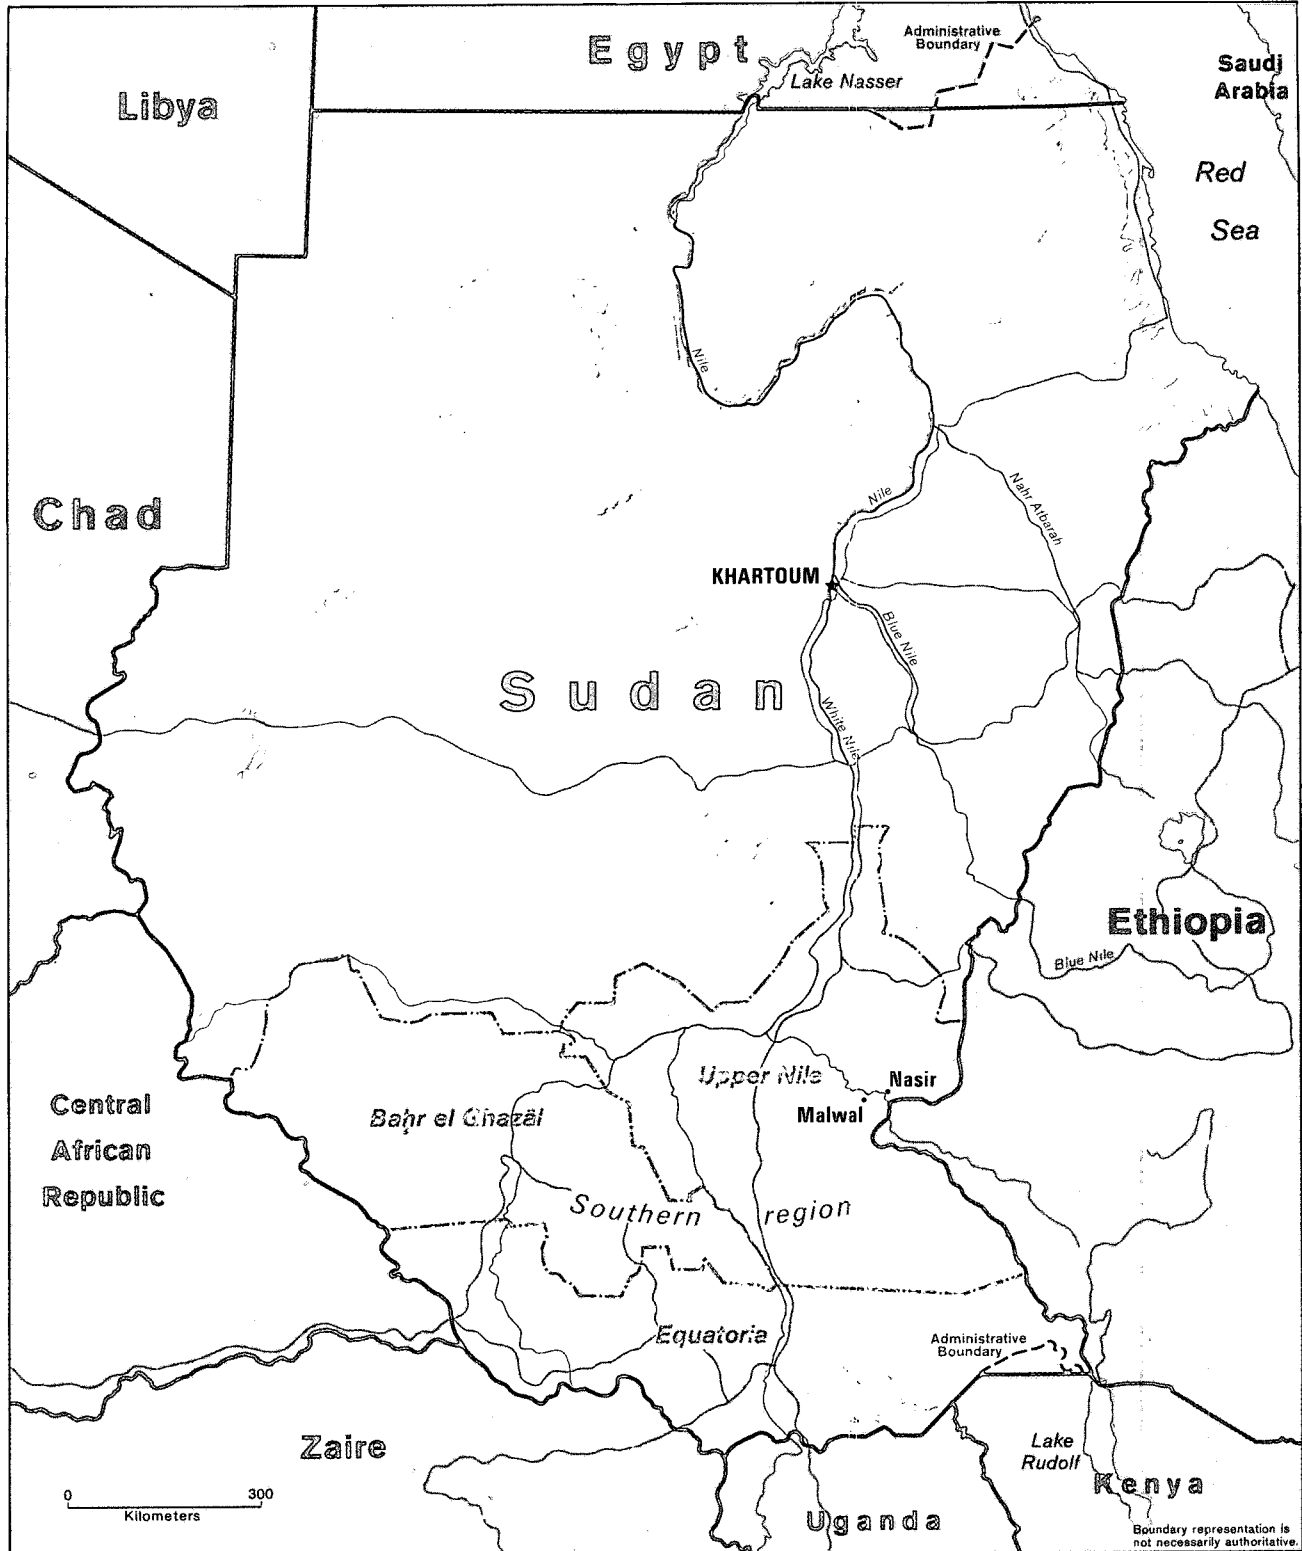 Egypt
Administrative
Boundary
Saudi
Arabia
Libya
Lake Nasser
Red
Sea
Nile
Chad
Nile
Nahr Atbarah
KHARTOUM
Blue Nile
Sudan
White Nile
Ethiopia
Blue Nile
Upper Nile
Nasir
Malwal
Central
African
Republic
Bahr el Ghazāl
Southern region
Equatoria
Administrative
Boundary
Zaire
Lake
Rudolf
Kenya
0 300
Kilometers
Uganda
Boundary representation is
not necessarily authoritative.